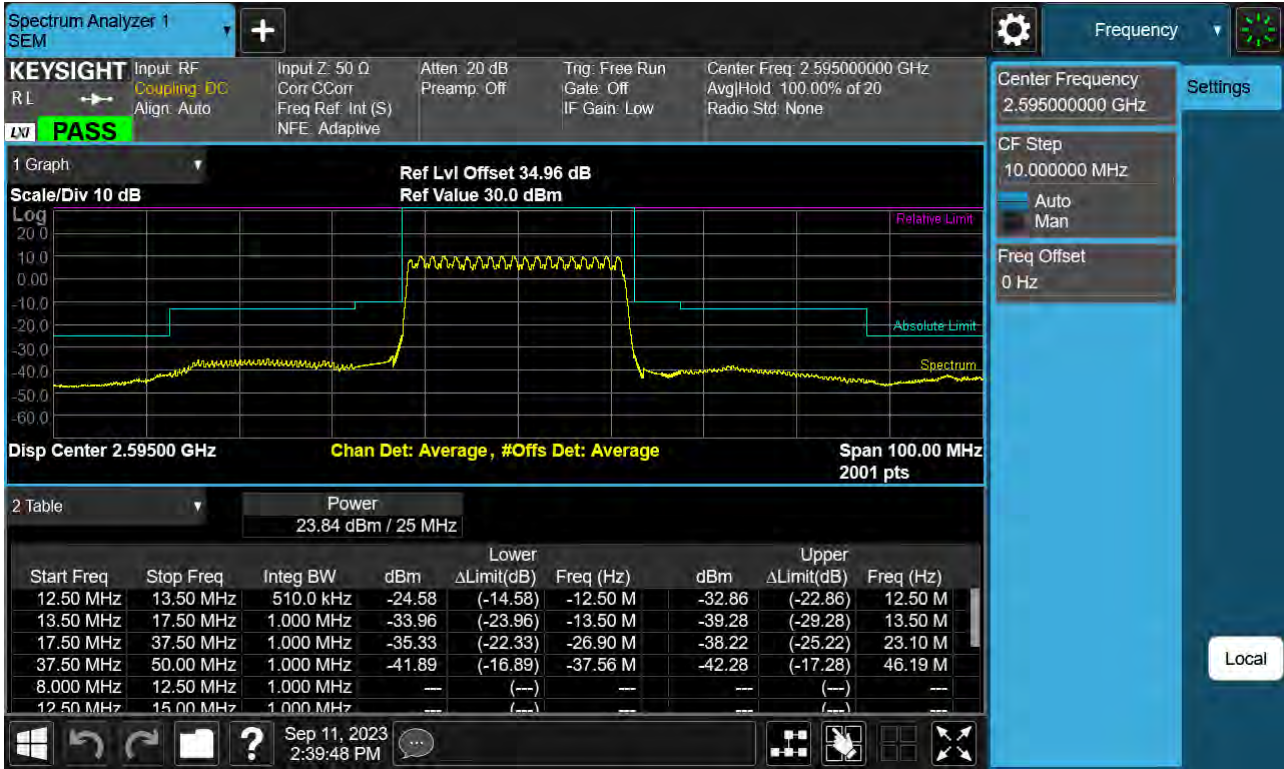 Spectrum Analyzer 1
SEM
Frequency
KEYSIGHT
RL
LXI PASS
Input: RF
Coupling: DC
Align: Auto
Input Z: 50 Ω
Corr CCorr
Freq Ref: Int (S)
NFE: Adaptive
Atten: 20 dB
Preamp: Off
Trig: Free Run
Gate: Off
IF Gain: Low
Center Freq: 2.595000000 GHz
Avg|Hold: 100.00% of 20
Radio Std: None
Center Frequency
2.595000000 GHz
Settings
CF Step
10.000000 MHz
Auto
Man
Freq Offset
0 Hz
1 Graph
Scale/Div 10 dB
Ref Lvl Offset 34.96 dB
Ref Value 30.0 dBm
Log
20.0
10.0
0.00
-10.0
-20.0
-30.0
-40.0
-50.0
-60.0
Relative Limit
Absolute Limit
Spectrum
Disp Center 2.59500 GHz
Chan Det: Average , #Offs Det: Average
Span 100.00 MHz
2001 pts
2 Table
Power
23.84 dBm / 25 MHz
Lower Upper
Start Freq Stop Freq Integ BW dBm ΔLimit(dB) Freq (Hz) dBm ΔLimit(dB) Freq (Hz)
12.50 MHz 13.50 MHz 510.0 kHz -24.58 (-14.58) -12.50 M -32.86 (-22.86) 12.50 M
13.50 MHz 17.50 MHz 1.000 MHz -33.96 (-23.96) -13.50 M -39.28 (-29.28) 13.50 M
17.50 MHz 37.50 MHz 1.000 MHz -35.33 (-22.33) -26.90 M -38.22 (-25.22) 23.10 M
37.50 MHz 50.00 MHz 1.000 MHz -41.89 (-16.89) -37.56 M -42.28 (-17.28) 46.19 M
8.000 MHz 12.50 MHz 1.000 MHz --- (---) --- --- (---) ---
12.50 MHz 15.00 MHz 1.000 MHz --- (---) --- --- (---) ---
Local
?
Sep 11, 2023
2:39:48 PM